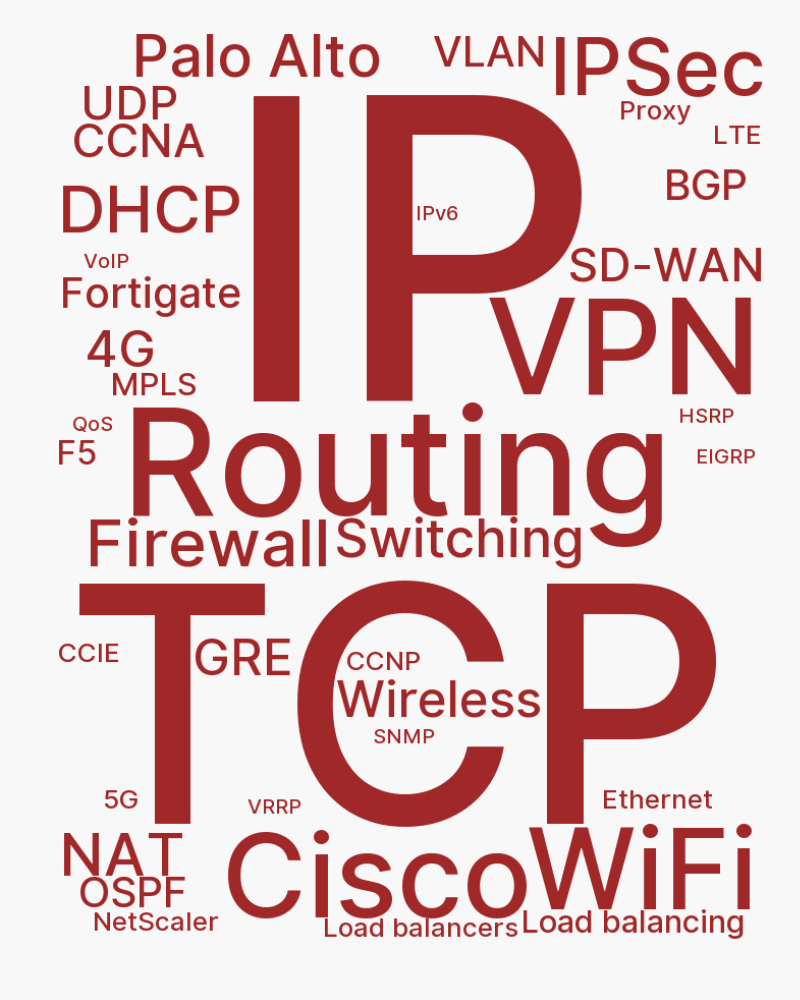 Palo Alto
VLAN
IPSec
UDP
Proxy
CCNA
LTE
IP
DHCP
BGP
IPv6
VoIP
SD-WAN
Fortigate
VPN
4G
MPLS
QoS
HSRP
F5
Routing
EIGRP
Firewall
Switching
TCP
CCIE
GRE
CCNP
Wireless
SNMP
5G
VRRP
Ethernet
NAT
Cisco
WiFi
OSPF
NetScaler
Load balancers
Load balancing